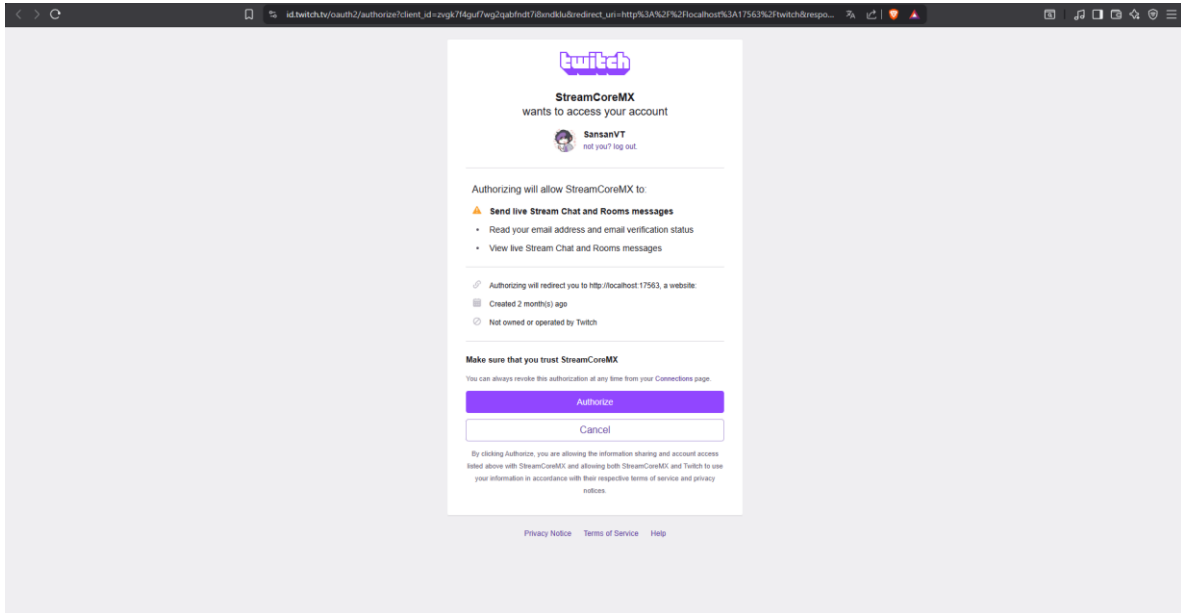 id.twitch.tv/oauth2/authorize?client_id=zvgk7f4guf7wg2qabfndt7i8xndklu&redirect_uri=http%3A%2F%2Flocalhost%3A17563%2Ftwitch&respo...
twitch
StreamCoreMX
wants to access your account
SansanVT
not you? log out.
Authorizing will allow StreamCoreMX to:
Send live Stream Chat and Rooms messages
• Read your email address and email verification status
• View live Stream Chat and Rooms messages
Authorizing will redirect you to http://localhost:17563, a website:
Created 2 month(s) ago
Not owned or operated by Twitch
Make sure that you trust StreamCoreMX
You can always revoke this authorization at any time from your Connections page.
Authorize
Cancel
By clicking Authorize, you are allowing the information sharing and account access
listed above with StreamCoreMX and allowing both StreamCoreMX and Twitch to use
your information in accordance with their respective terms of service and privacy
notices.
Privacy Notice Terms of Service Help